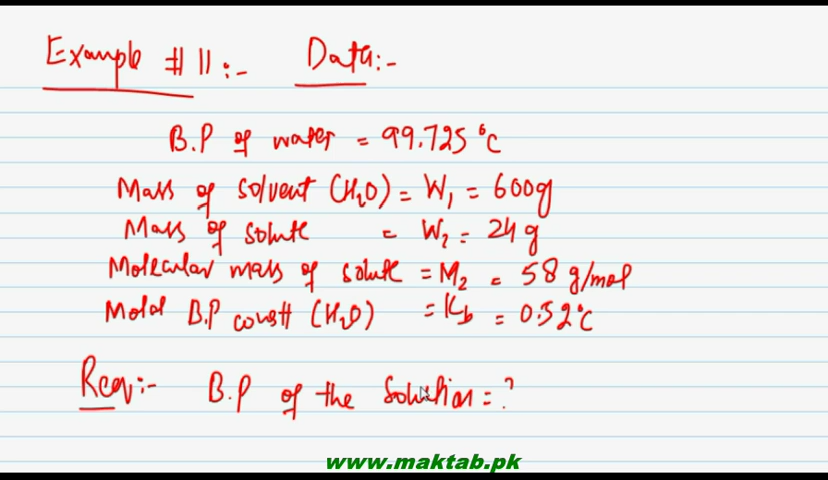 Example # 11 :- Data:-
B.P of water = 99.725°C
Mass of solvent (H₂O) = W₁ = 600g
Mass of solute = W₂ = 24 g
Molecular mass of solute = M₂ = 58 g/mol
Molal B.P constt (H₂O) = Kb = 0.52°C
Req:- B.P of the Solution = ?
www.maktab.pk